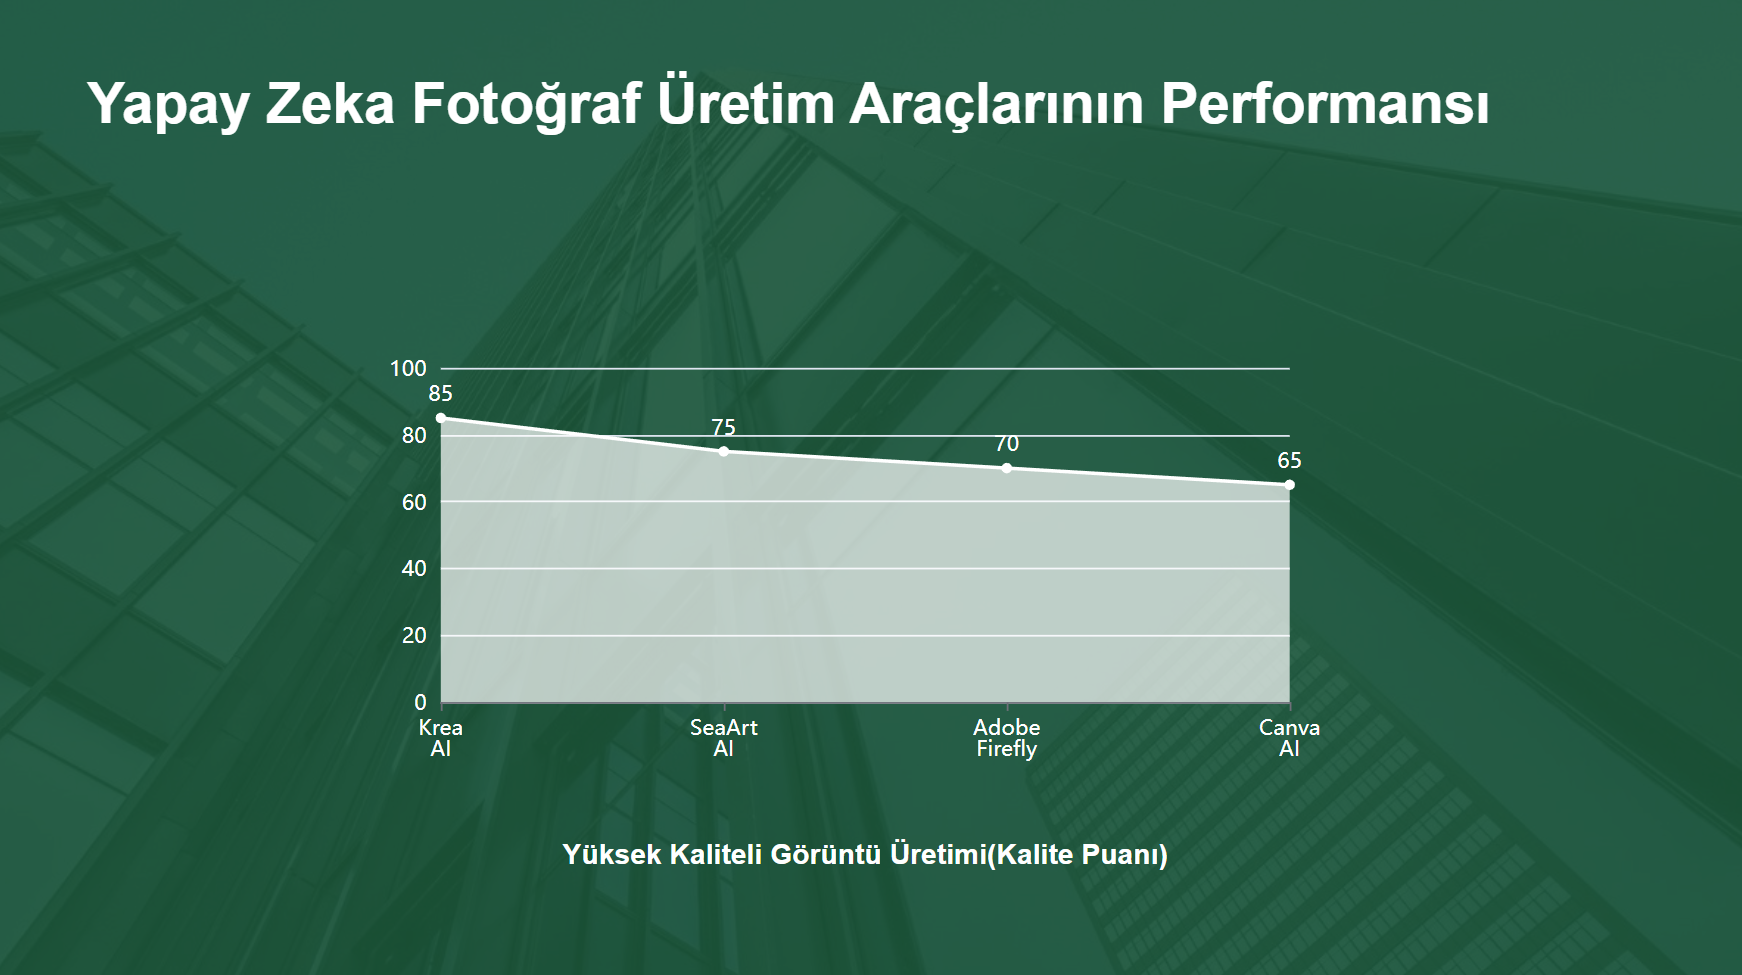 Yapay Zeka Fotoğraf Üretim Araçlarının Performansı
100
85
80
75
70
65
60
40
20
0
Krea
AI
SeaArt
AI
Adobe
Firefly
Canva
AI
Yüksek Kaliteli Görüntü Üretimi(Kalite Puanı)